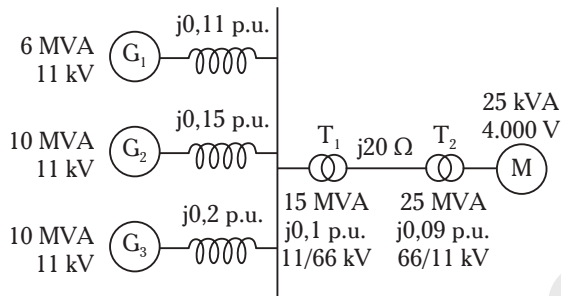 j0,11 p.u.
6 MVA
11 kV
G₁
j0,15 p.u.
10 MVA
11 kV
G₂
j0,2 p.u.
10 MVA
11 kV
G₃
T₁
j20 Ω
T₂
15 MVA
j0,1 p.u.
11/66 kV
25 MVA
j0,09 p.u.
66/11 kV
25 kVA
4.000 V
M